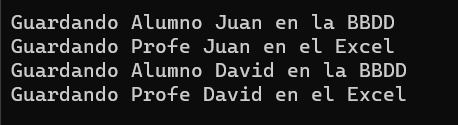 Guardando Alumno Juan en la BBDD
Guardando Profe Juan en el Excel
Guardando Alumno David en la BBDD
Guardando Profe David en el Excel